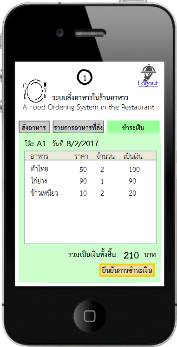 1
Logout
ระบบสั่งอาหารในร้านอาหาร
A Food Ordering System in the Restaurant
สั่งอาหาร รายการอาหารที่สั่ง ชำระเงิน
โต๊ะ A1 วันที่ 8/2/2017
อาหาร ราคา จำนวน เป็นเงิน
ตำไทย 50 2 100
ไก่ย่าง 90 1 90
ข้าวเหนียว 10 2 20
รวมเป็นเงินทั้งสิ้น 210 บาท
ยืนยันการชำระเงิน